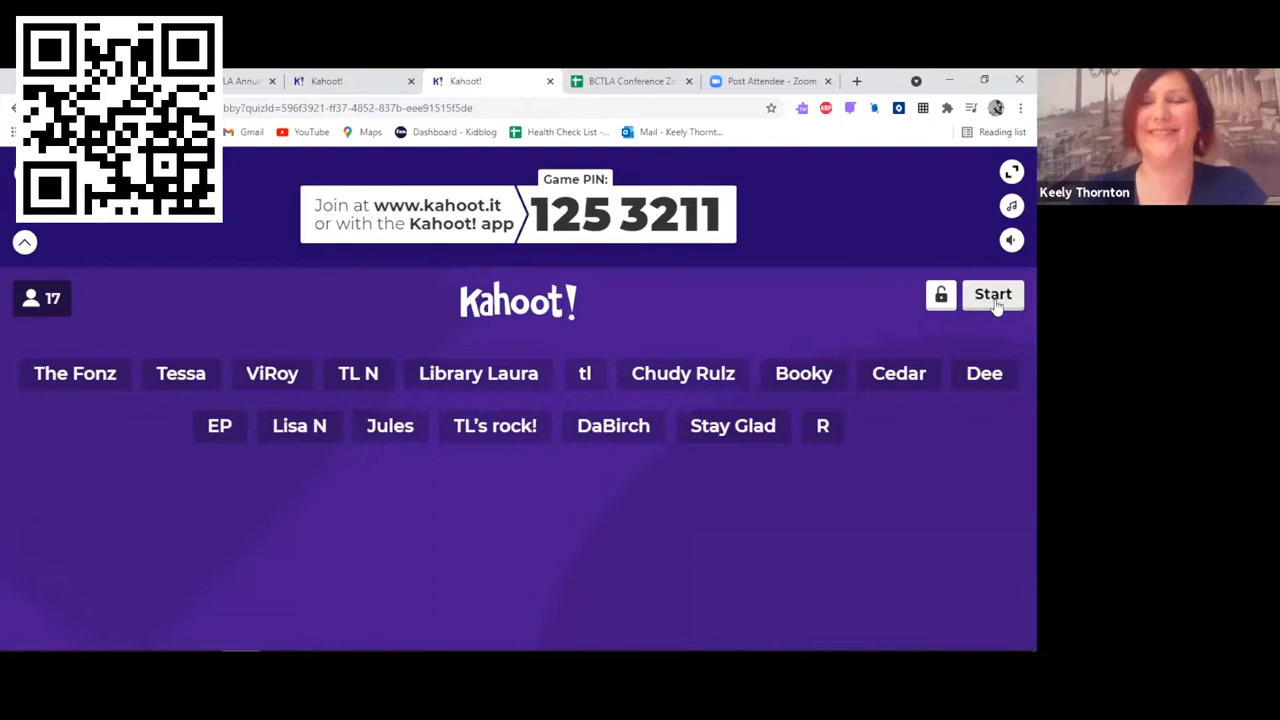 LA Annu
Kahoot!
Kahoot!
BCTLA Conference Zo
Post Attendee - Zoom
bby?quizId=596f3921-ff37-4852-837b-eee91515f5de
Gmail
YouTube
Maps
Dashboard - Kidblog
Health Check List -...
Mail - Keely Thornt...
Reading list
Game PIN:
Join at www.kahoot.it
or with the Kahoot! app
125 3211
Keely Thornton
17
Kahoot!
Start
The Fonz Tessa ViRoy TL N Library Laura tl Chudy Rulz Booky Cedar Dee
EP Lisa N Jules TL’s rock! DaBirch Stay Glad R